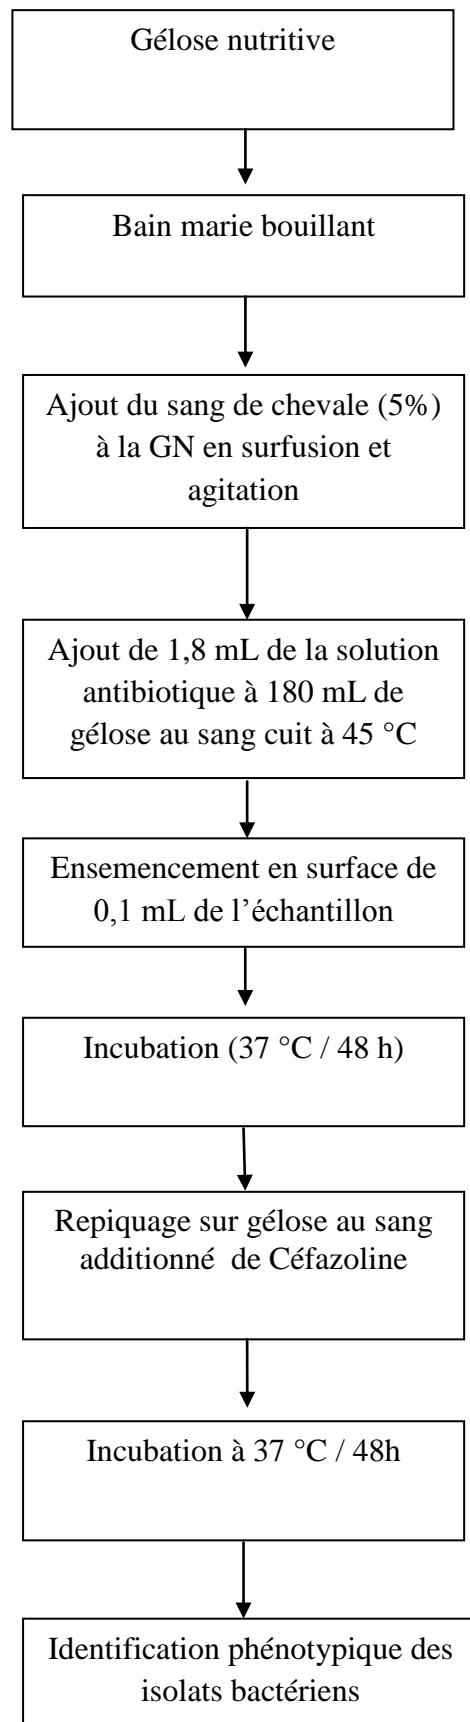 Gélose nutritive
Bain marie bouillant
Ajout du sang de chevale (5%)
à la GN en surfusion et
agitation
Ajout de 1,8 mL de la solution
antibiotique à 180 mL de
gélose au sang cuit à 45 °C
Ensemencement en surface de
0,1 mL de l’échantillon
Incubation (37 °C / 48 h)
Repiquage sur gélose au sang
additionné de Céfazoline
Incubation à 37 °C / 48h
Identification phénotypique des
isolats bactériens